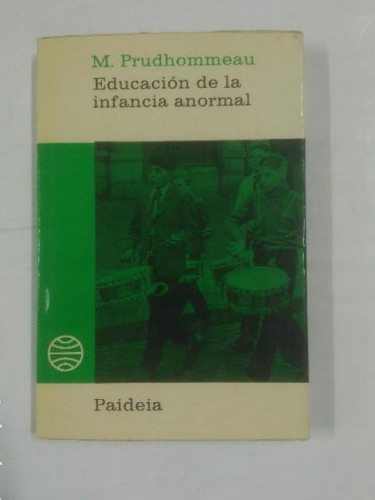 M. Prudhommeau
Educación de la
infancia anormal
Paideia